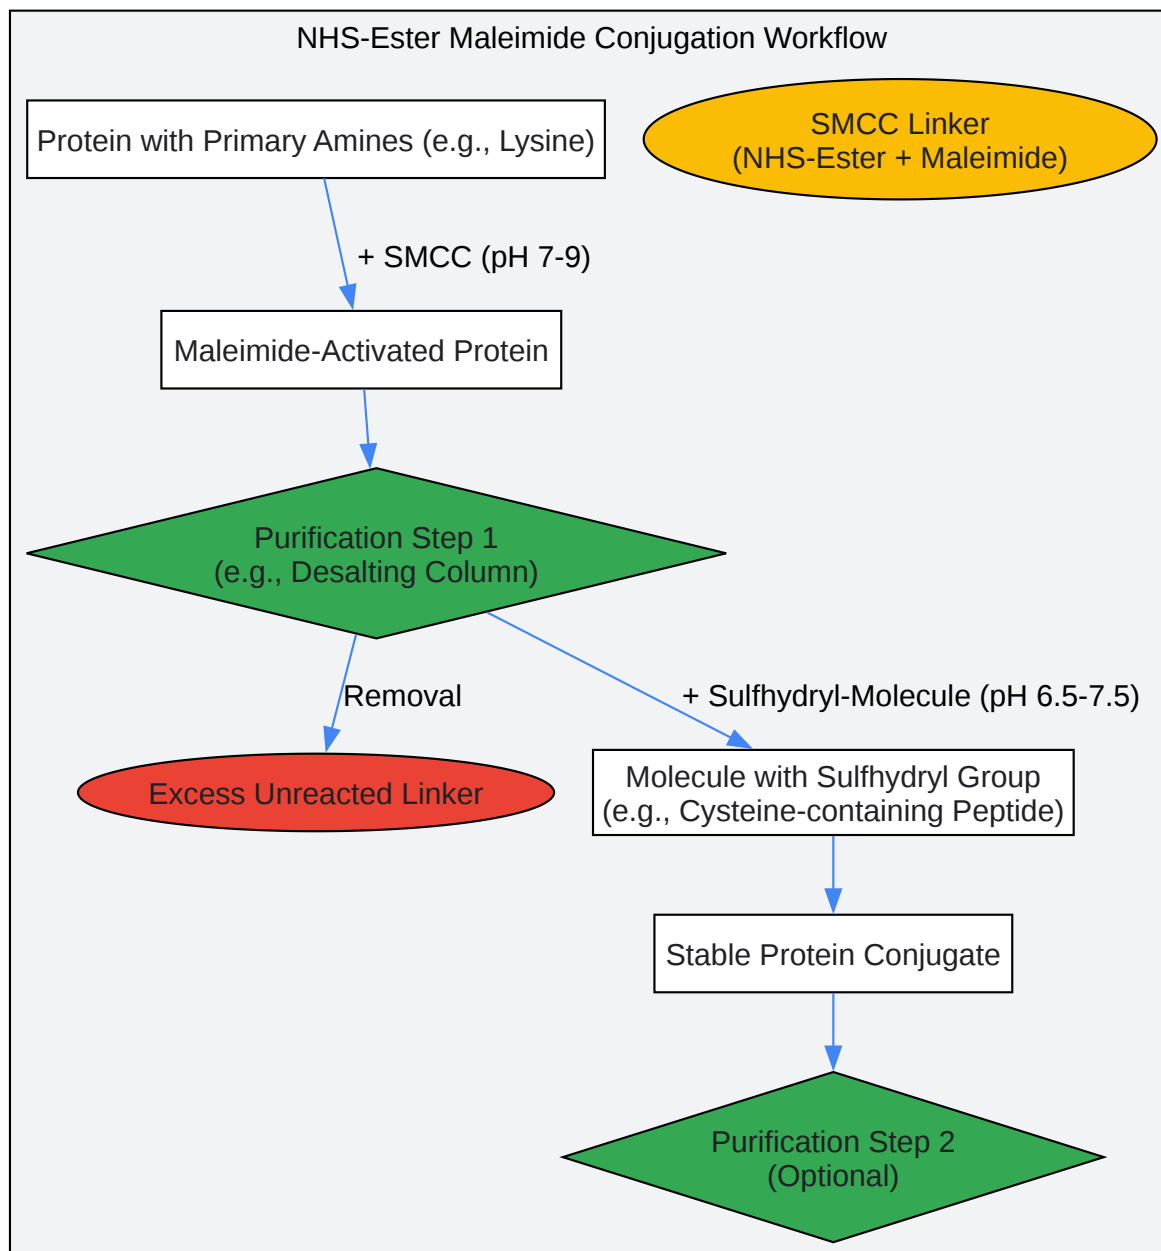 NHS-Ester Maleimide Conjugation Workflow
Protein with Primary Amines (e.g., Lysine)
SMCC Linker
(NHS-Ester + Maleimide)
+ SMCC (pH 7-9)
Maleimide-Activated Protein
Purification Step 1
(e.g., Desalting Column)
Removal
+ Sulfhydryl-Molecule (pH 6.5-7.5)
Excess Unreacted Linker
Molecule with Sulfhydryl Group
(e.g., Cysteine-containing Peptide)
Stable Protein Conjugate
Purification Step 2
(Optional)